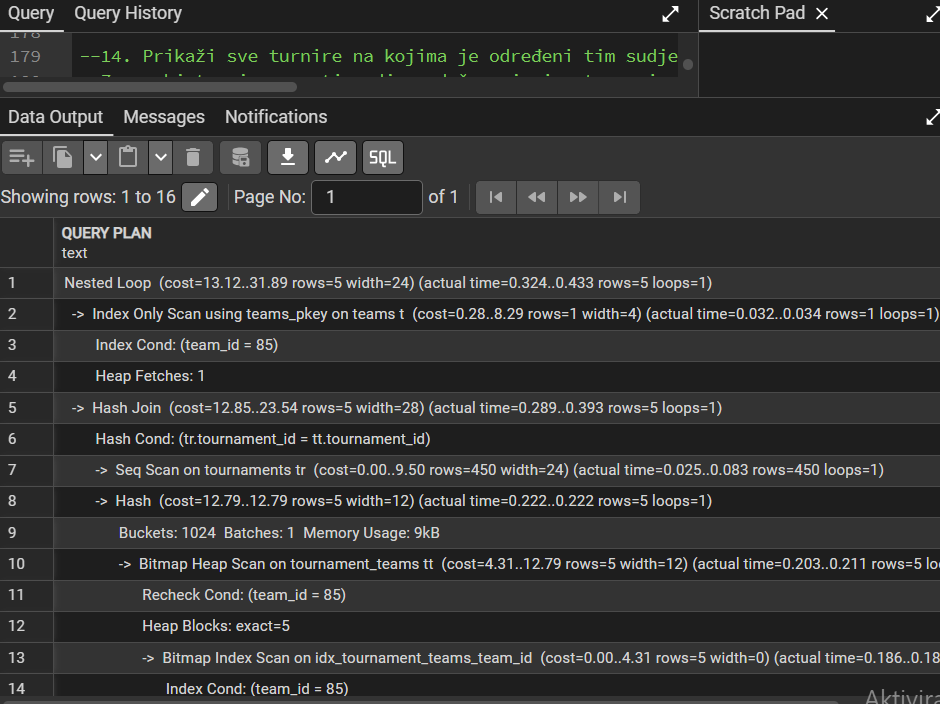 Query Query History Scratch Pad
178
179 --14. Prikaži sve turnire na kojima je određeni tim sudje
Data Output Messages Notifications
SQL
Showing rows: 1 to 16 Page No: 1 of 1
QUERY PLAN
text
1 Nested Loop (cost=13.12..31.89 rows=5 width=24) (actual time=0.324..0.433 rows=5 loops=1)
2 -> Index Only Scan using teams_pkey on teams t (cost=0.28..8.29 rows=1 width=4) (actual time=0.032..0.034 rows=1 loops=1)
3 Index Cond: (team_id = 85)
4 Heap Fetches: 1
5 -> Hash Join (cost=12.85..23.54 rows=5 width=28) (actual time=0.289..0.393 rows=5 loops=1)
6 Hash Cond: (tr.tournament_id = tt.tournament_id)
7 -> Seq Scan on tournaments tr (cost=0.00..9.50 rows=450 width=24) (actual time=0.025..0.083 rows=450 loops=1)
8 -> Hash (cost=12.79..12.79 rows=5 width=12) (actual time=0.222..0.222 rows=5 loops=1)
9 Buckets: 1024 Batches: 1 Memory Usage: 9kB
10 -> Bitmap Heap Scan on tournament_teams tt (cost=4.31..12.79 rows=5 width=12) (actual time=0.203..0.211 rows=5 lo
11 Recheck Cond: (team_id = 85)
12 Heap Blocks: exact=5
13 -> Bitmap Index Scan on idx_tournament_teams_team_id (cost=0.00..4.31 rows=5 width=0) (actual time=0.186..0.18
14 Index Cond: (team_id = 85)
Aktivira